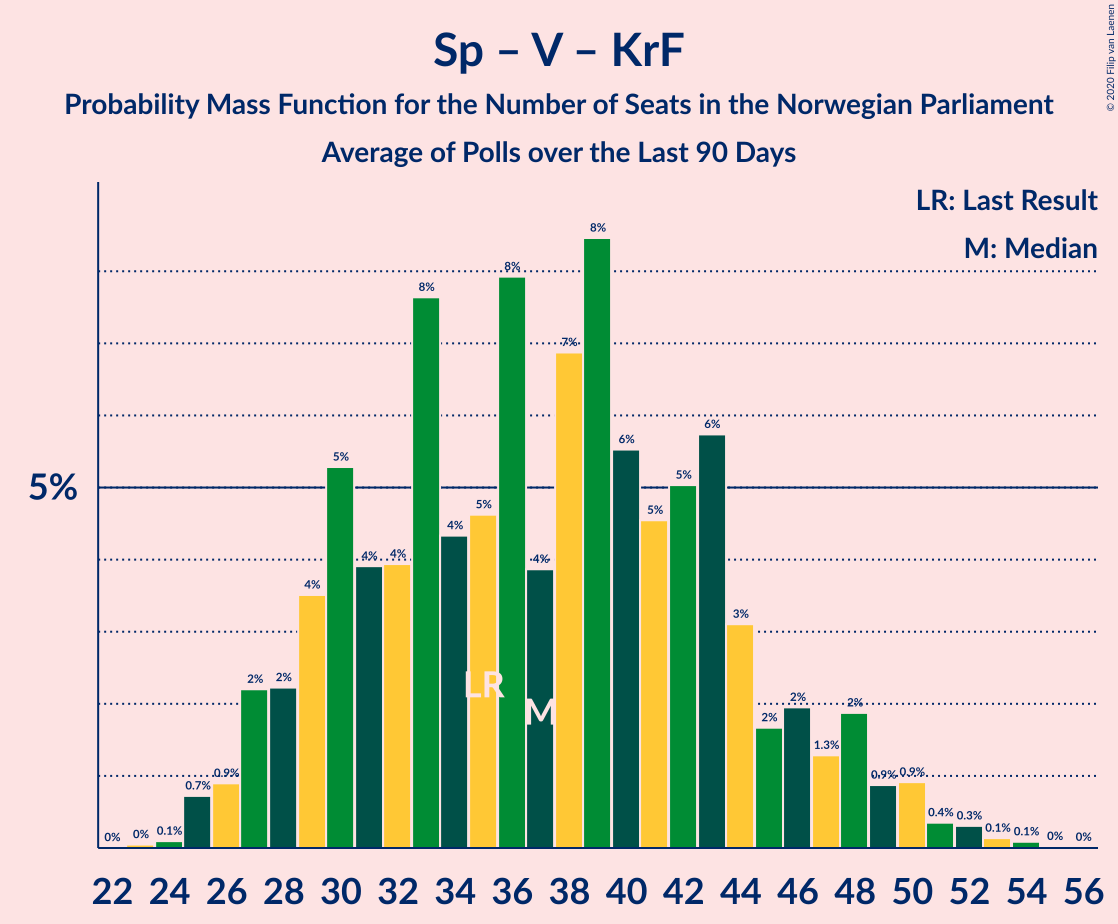 Sp – V – KrF
Probability Mass Function for the Number of Seats in the Norwegian Parliament
Average of Polls over the Last 90 Days
© 2020 Filip van Laenen
LR: Last Result
M: Median
5%
0% 0% 0.1% 0.7% 0.9% 2% 2% 4% 5% 4% 4% 8% 4% 5% 8% 4% 7% 8% 6% 5% 5% 6% 3% 2% 2% 1.3% 2% 0.9% 0.9% 0.4% 0.3% 0.1% 0.1% 0% 0%
LR
M
22 24 26 28 30 32 34 36 38 40 42 44 46 48 50 52 54 56